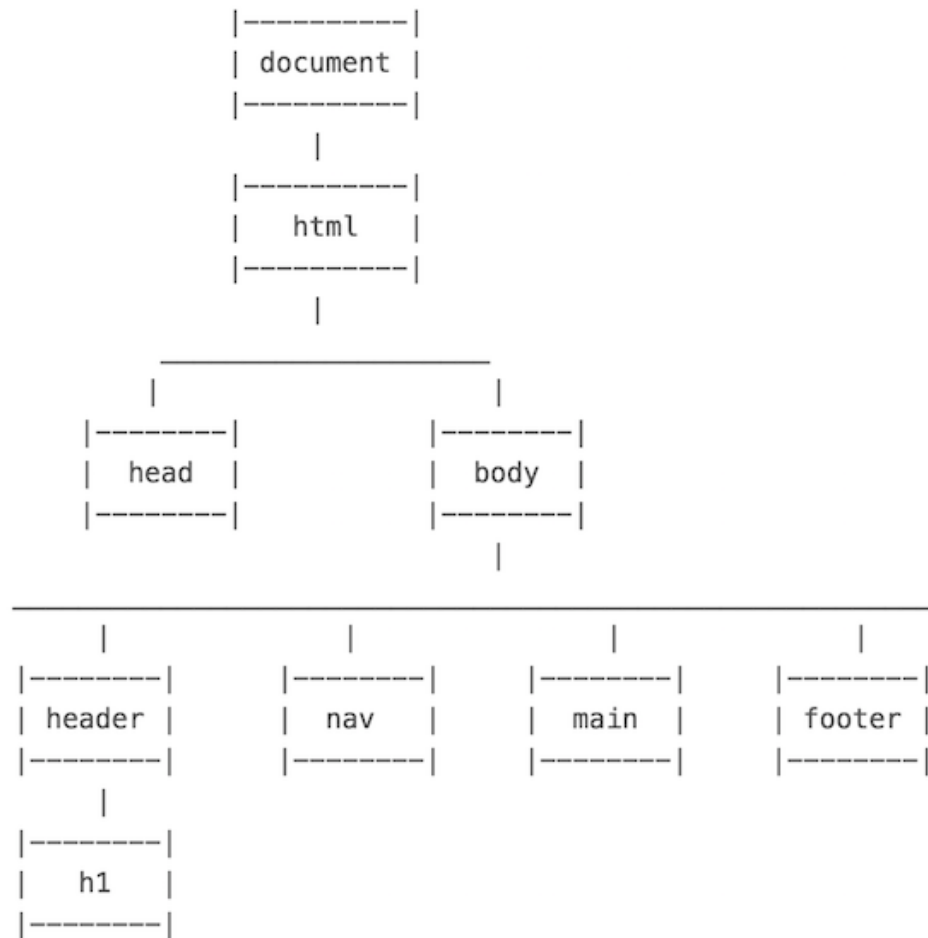 document
html
head body
header nav main footer
h1